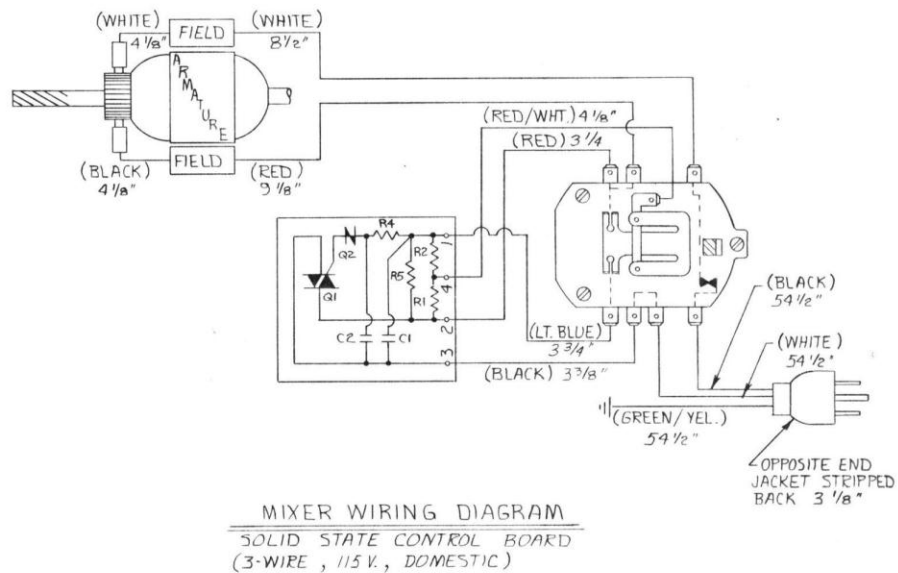 (WHITE) 4 1/8" FIELD (WHITE) 8 1/2"
ARMATURE
(BLACK) 4 1/8" FIELD (RED) 9 1/8"
(RED/WHT.) 4 1/8"
(RED) 3 1/4
R4
Q2
R2
1
R5
4
Q1
R1
2
C2
C1
3
(LT. BLUE)
3 3/4"
(BLACK) 3 3/8"
(BLACK)
54 1/2"
(WHITE)
54 1/2"
(GREEN/YEL.)
54 1/2"
OPPOSITE END
JACKET STRIPPED
BACK 3 1/8"
MIXER WIRING DIAGRAM
SOLID STATE CONTROL BOARD
(3-WIRE, 115 V., DOMESTIC)